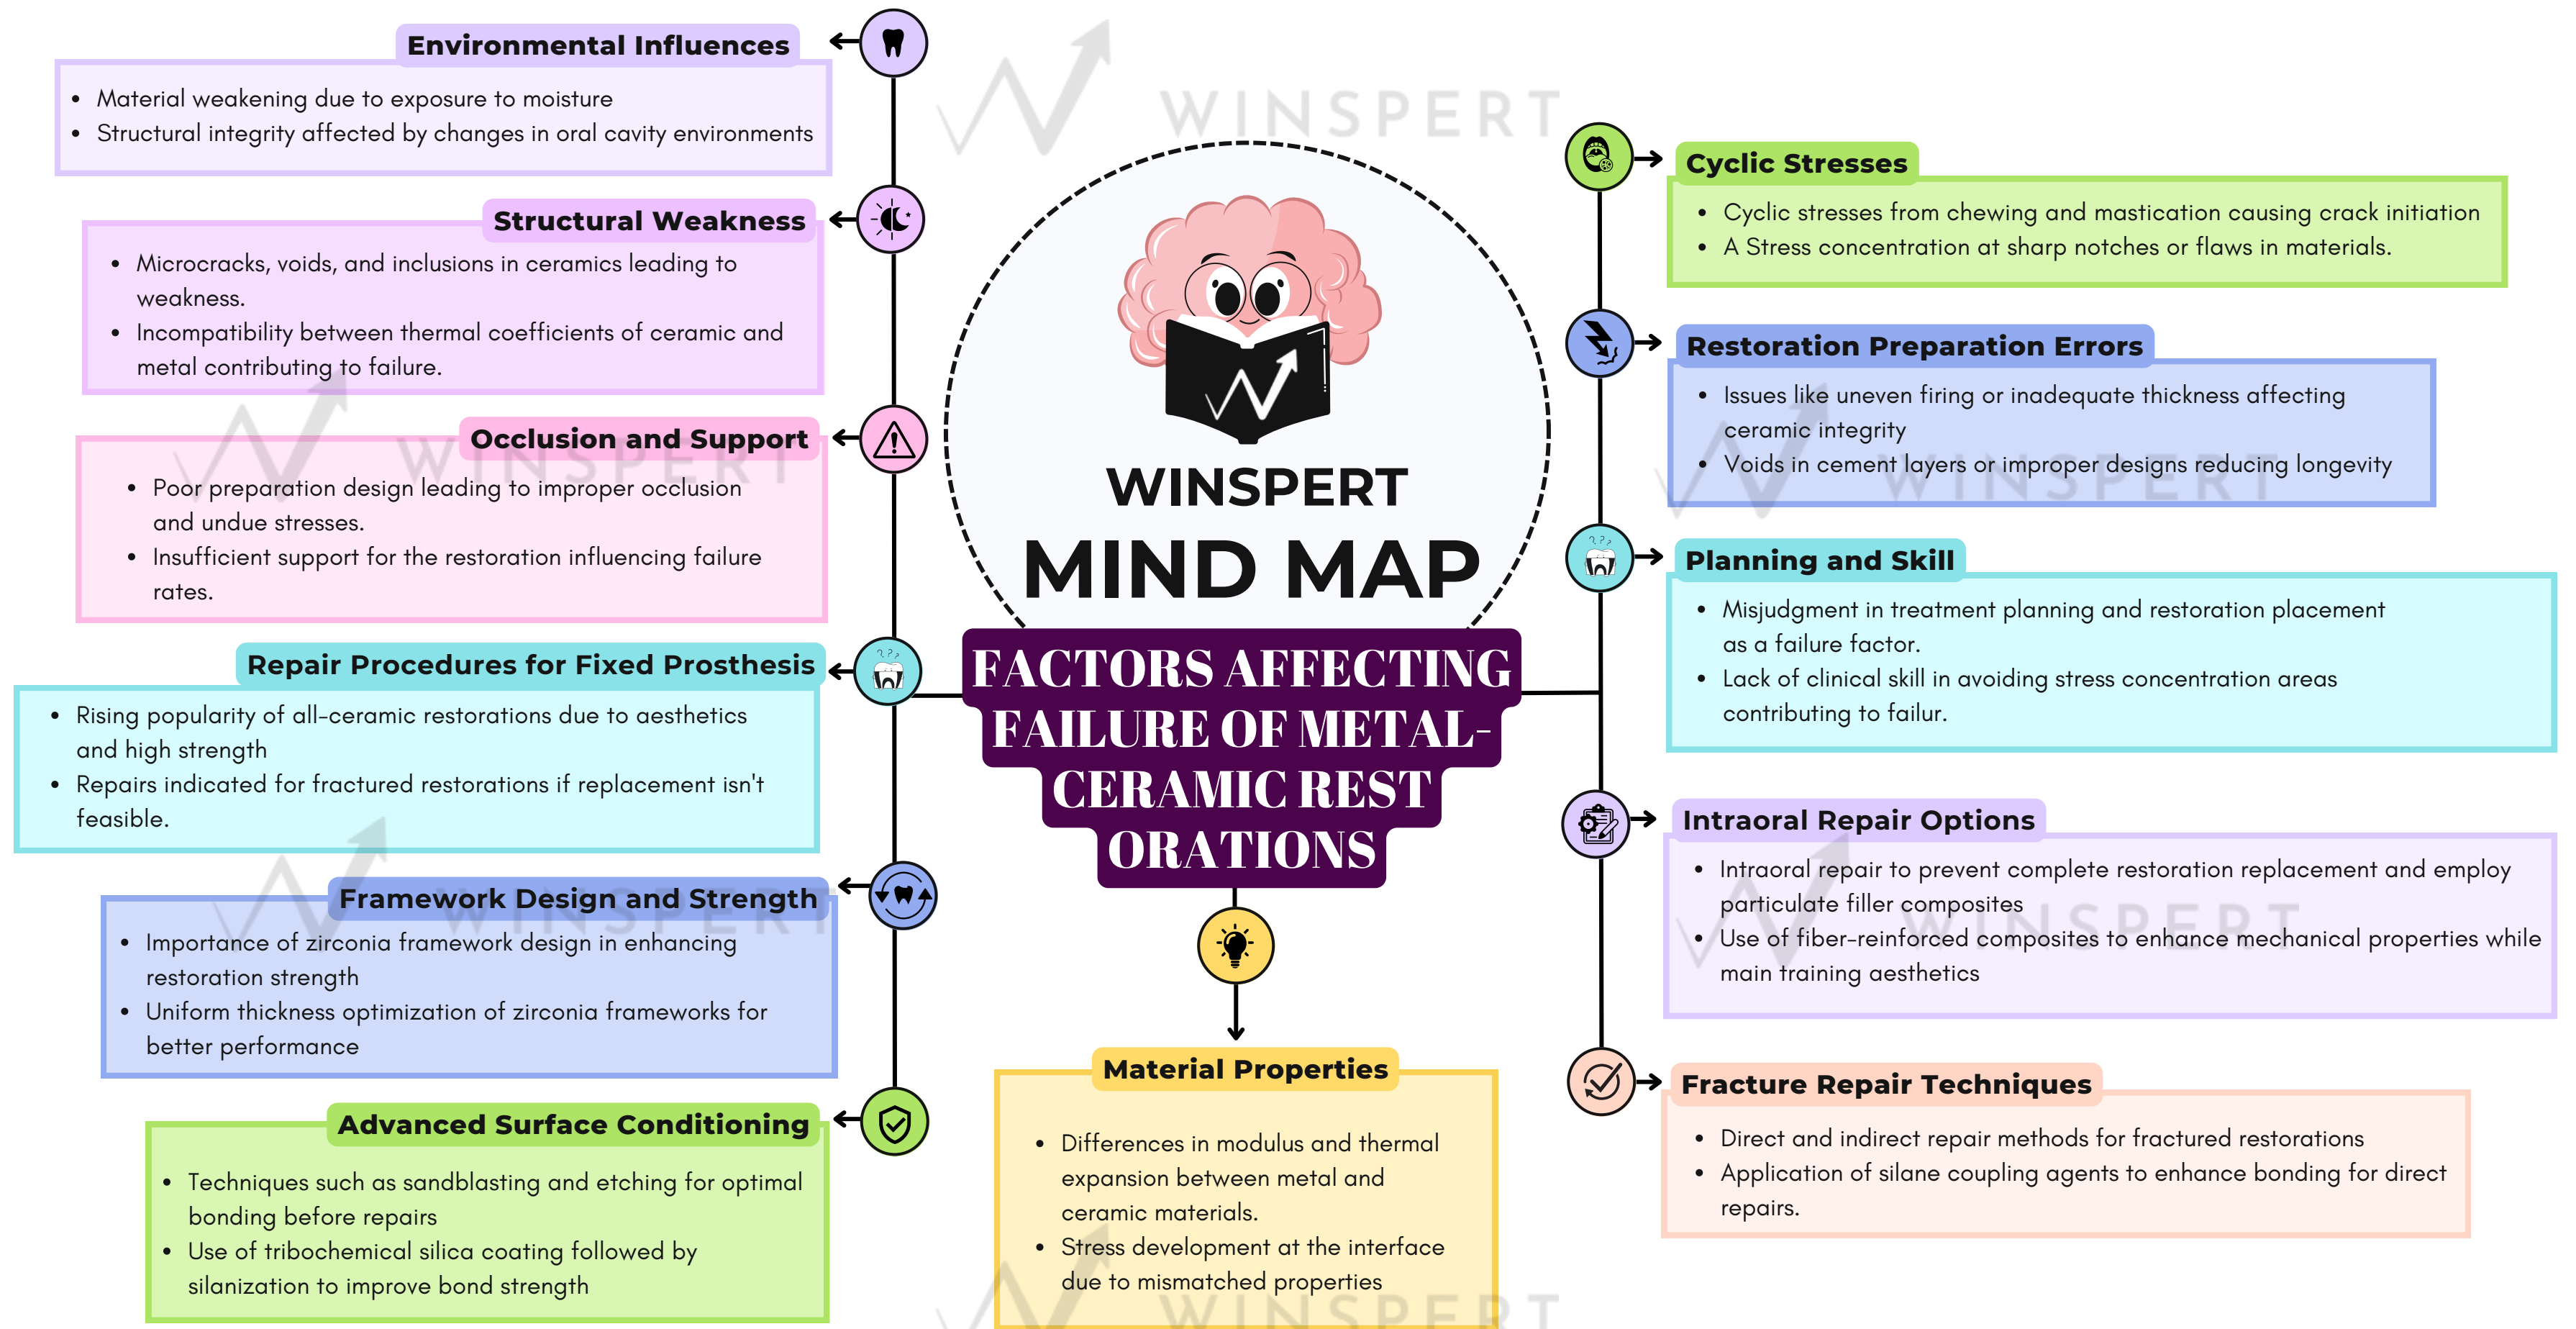 Environmental Influences
• Material weakening due to exposure to moisture
• Structural integrity affected by changes in oral cavity environments
Structural Weakness
• Microcracks, voids, and inclusions in ceramics leading to
weakness.
• Incompatibility between thermal coefficients of ceramic and
metal contributing to failure.
Occlusion and Support
• Poor preparation design leading to improper occlusion
and undue stresses.
• Insufficient support for the restoration influencing failure
rates.
Repair Procedures for Fixed Prosthesis
• Rising popularity of all-ceramic restorations due to aesthetics
and high strength
• Repairs indicated for fractured restorations if replacement isn't
feasible.
Framework Design and Strength
• Importance of zirconia framework design in enhancing
restoration strength
• Uniform thickness optimization of zirconia frameworks for
better performance
Advanced Surface Conditioning
• Techniques such as sandblasting and etching for optimal
bonding before repairs
• Use of tribochemical silica coating followed by
silanization to improve bond strength
WINSPERT
WINSPERT
MIND MAP
FACTORS AFFECTING
FAILURE OF METAL-
CERAMIC REST
ORATIONS
Material Properties
• Differences in modulus and thermal
expansion between metal and
ceramic materials.
• Stress development at the interface
due to mismatched properties
Cyclic Stresses
• Cyclic stresses from chewing and mastication causing crack initiation
• A Stress concentration at sharp notches or flaws in materials.
Restoration Preparation Errors
• Issues like uneven firing or inadequate thickness affecting
ceramic integrity
• Voids in cement layers or improper designs reducing longevity
Planning and Skill
• Misjudgment in treatment planning and restoration placement
as a failure factor.
• Lack of clinical skill in avoiding stress concentration areas
contributing to failur.
Intraoral Repair Options
• Intraoral repair to prevent complete restoration replacement and employ
particulate filler composites
• Use of fiber-reinforced composites to enhance mechanical properties while
main training aesthetics
Fracture Repair Techniques
• Direct and indirect repair methods for fractured restorations
• Application of silane coupling agents to enhance bonding for direct
repairs.
WINSPERT
WINSPERT
WINSPERT
WINSPERT
WINSPERT